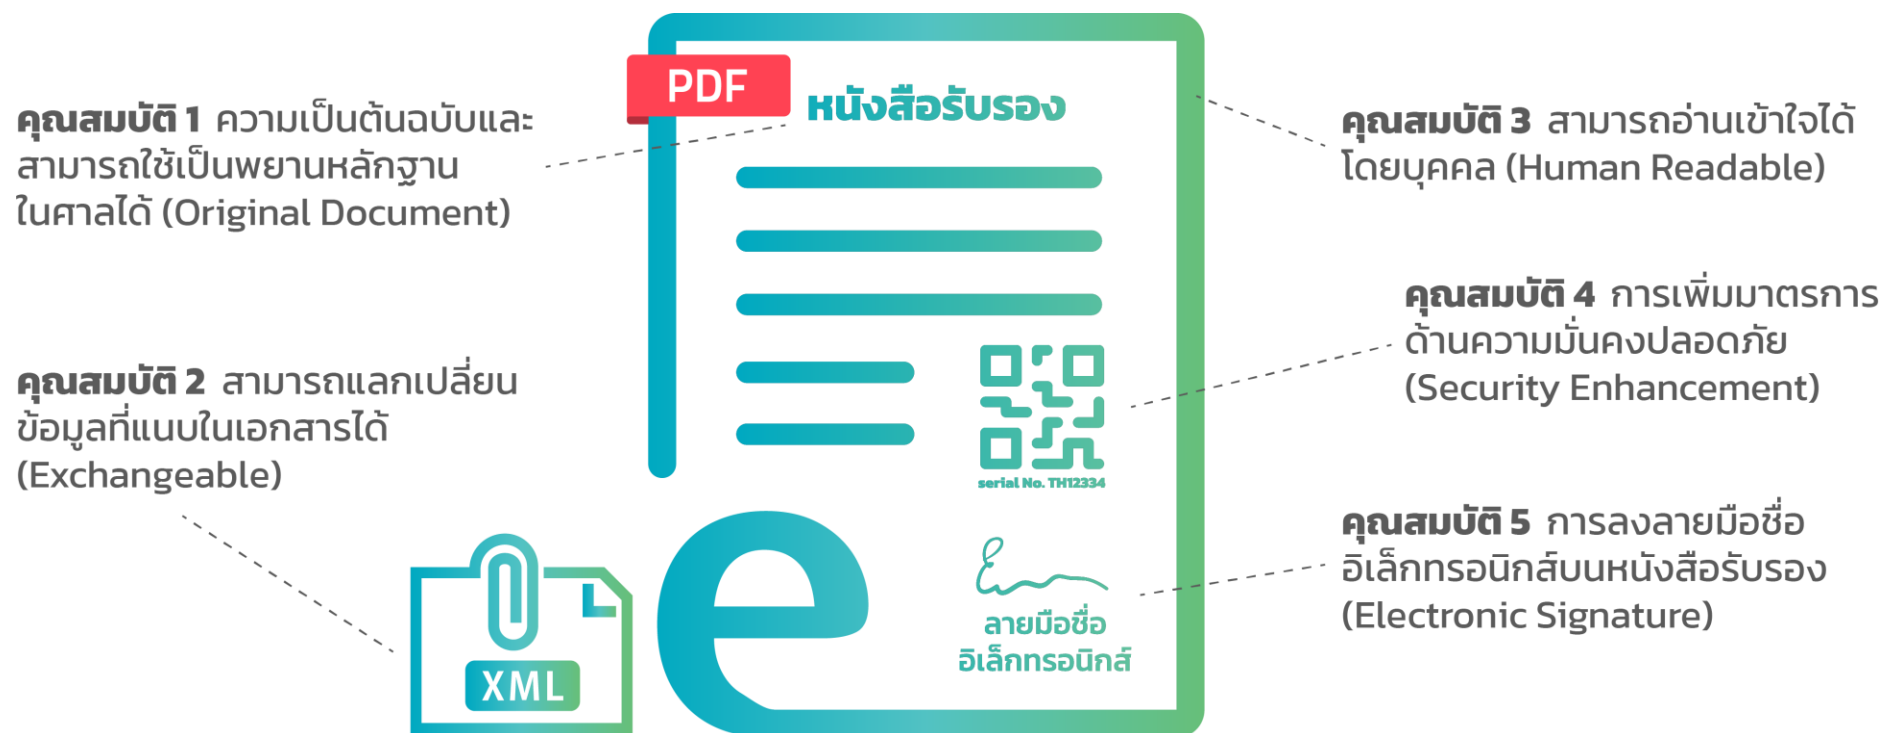 คุณสมบัติ 1 ความเป็นต้นฉบับและ
สามารถใช้เป็นพยานหลักฐาน
ในศาลได้ (Original Document)
คุณสมบัติ 2 สามารถแลกเปลี่ยน
ข้อมูลที่แนบในเอกสารได้
(Exchangeable)
XML
PDF
หนังสือรับรอง
serial No. TH12334
e
ลายมือชื่อ
อิเล็กทรอนิกส์
คุณสมบัติ 3 สามารถอ่านเข้าใจได้
โดยบุคคล (Human Readable)
คุณสมบัติ 4 การเพิ่มมาตรการ
ด้านความมั่นคงปลอดภัย
(Security Enhancement)
คุณสมบัติ 5 การลงลายมือชื่อ
อิเล็กทรอนิกส์บนหนังสือรับรอง
(Electronic Signature)